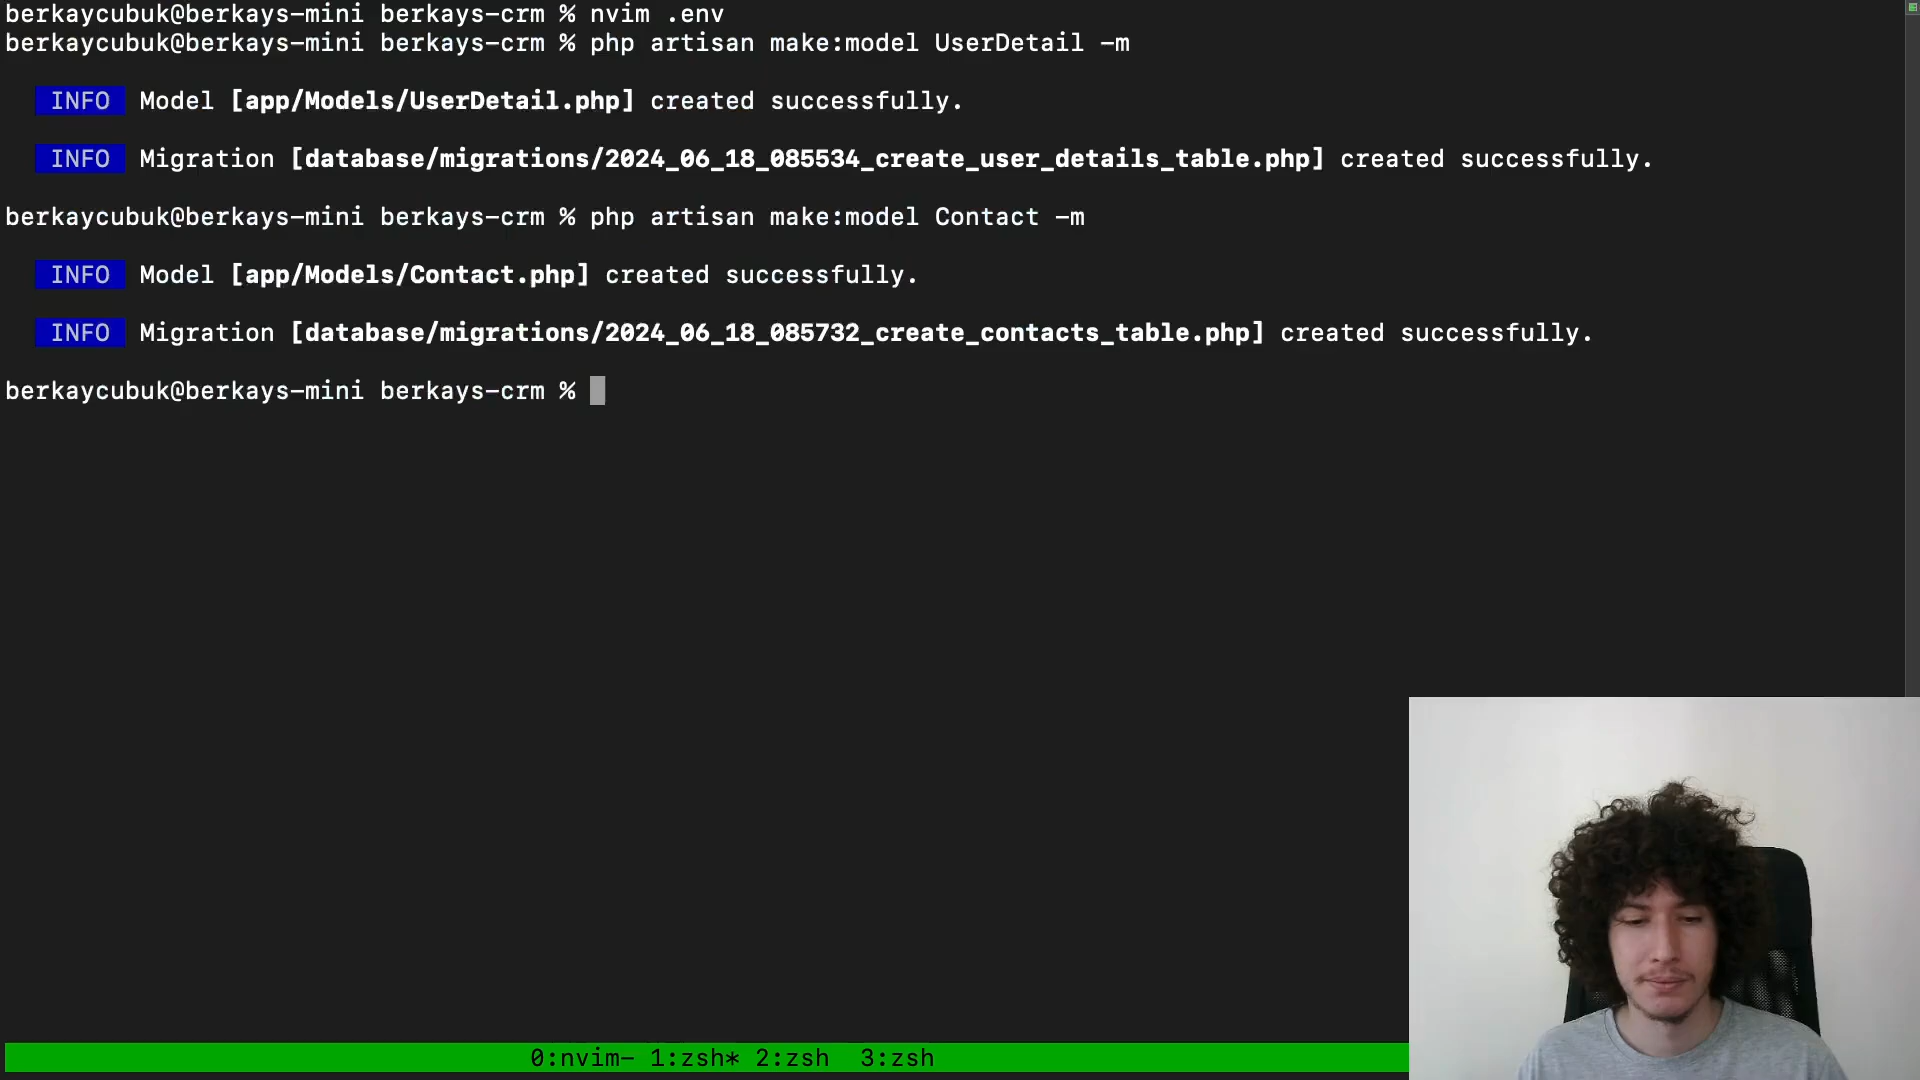 berkaycubuk@berkays-mini berkays-crm % nvim .env
berkaycubuk@berkays-mini berkays-crm % php artisan make:model UserDetail -m
INFO Model [app/Models/UserDetail.php] created successfully.
INFO Migration [database/migrations/2024_06_18_085534_create_user_details_table.php] created successfully.
berkaycubuk@berkays-mini berkays-crm % php artisan make:model Contact -m
INFO Model [app/Models/Contact.php] created successfully.
INFO Migration [database/migrations/2024_06_18_085732_create_contacts_table.php] created successfully.
berkaycubuk@berkays-mini berkays-crm %
0:nvim- 1:zsh* 2:zsh 3:zsh